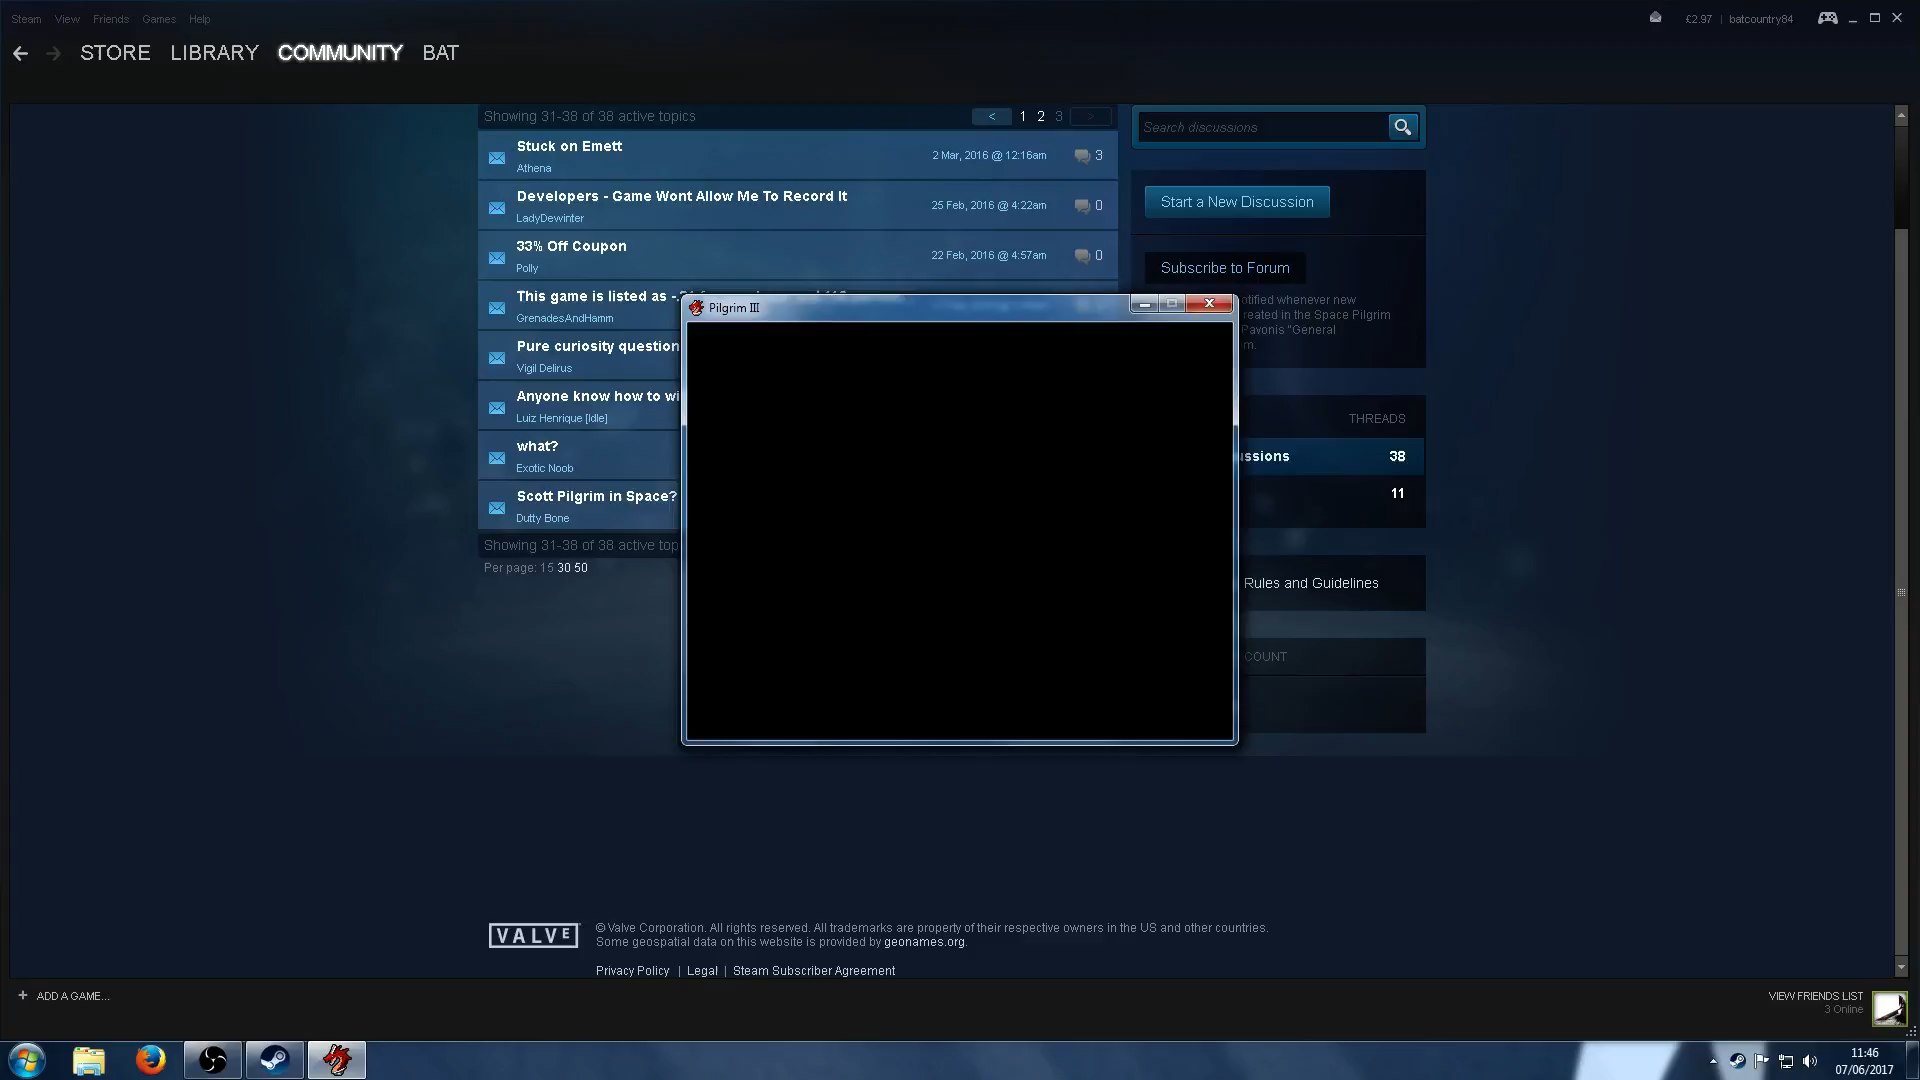 Steam View Friends Games Help
£2.97 | batcountry84
STORE LIBRARY COMMUNITY BAT
Showing 31-38 of 38 active topics
< 1 2 3 >
Search discussions
Stuck on Emett
2 Mar, 2016 @ 12:16am
3
Athena
Developers - Game Wont Allow Me To Record It
25 Feb, 2016 @ 4:22am
0
LadyDewinter
Start a New Discussion
33% Off Coupon
22 Feb, 2016 @ 4:57am
0
Polly
Subscribe to Forum
This game is listed as
GrenadesAndHamm
Pilgrim III
otified whenever new
reated in the Space Pilgrim
Pavonis "General
m.
Pure curiosity question
Vigil Delirus
Anyone know how to wi
Luiz Henrique [Idle]
THREADS
what?
Exotic Noob
ussions 38
11
Scott Pilgrim in Space?
Dutty Bone
Showing 31-38 of 38 active top
Per page: 15 30 50
Rules and Guidelines
COUNT
VALVE
© Valve Corporation. All rights reserved. All trademarks are property of their respective owners in the US and other countries.
Some geospatial data on this website is provided by geonames.org.
Privacy Policy | Legal | Steam Subscriber Agreement
+ ADD A GAME...
VIEW FRIENDS LIST
3 Online
11:46
07/06/2017